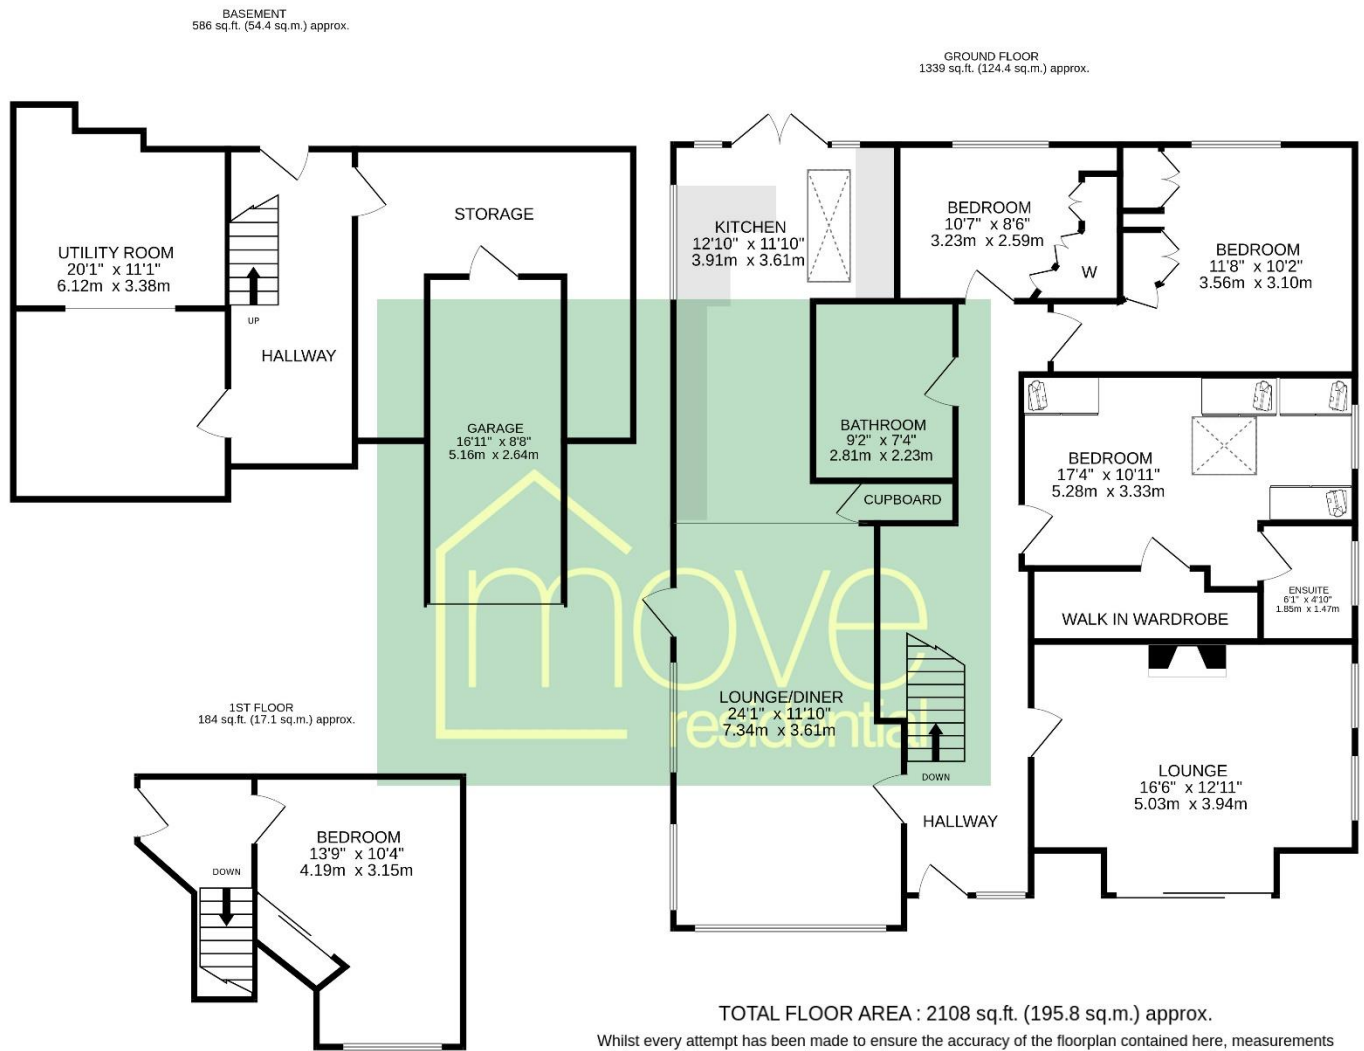 BASEMENT
586 sq.ft. (54.4 sq.m.) approx.
GROUND FLOOR
1339 sq.ft. (124.4 sq.m.) approx.
UTILITY ROOM
20'1" x 11'1"
6.12m x 3.38m
UP
HALLWAY
STORAGE
GARAGE
16'11" x 8'8"
5.16m x 2.64m
KITCHEN
12'10" x 11'10"
3.91m x 3.61m
BEDROOM
10'7" x 8'6"
3.23m x 2.59m
W
BEDROOM
11'8" x 10'2"
3.56m x 3.10m
BATHROOM
9'2" x 7'4"
2.81m x 2.23m
CUPBOARD
BEDROOM
17'4" x 10'11"
5.28m x 3.33m
ENSUITE
6'1" x 4'10"
1.85m x 1.47m
WALK IN WARDROBE
move
residential
LOUNGE/DINER
24'1" x 11'10"
7.34m x 3.61m
DOWN
HALLWAY
LOUNGE
16'6" x 12'11"
5.03m x 3.94m
1ST FLOOR
184 sq.ft. (17.1 sq.m.) approx.
BEDROOM
13'9" x 10'4"
4.19m x 3.15m
DOWN
TOTAL FLOOR AREA : 2108 sq.ft. (195.8 sq.m.) approx.
Whilst every attempt has been made to ensure the accuracy of the floorplan contained here, measurements